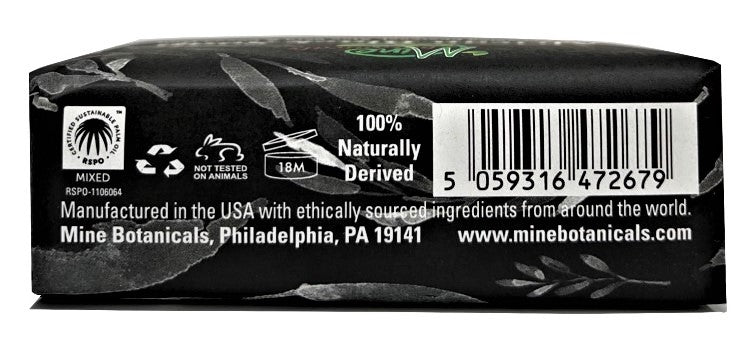 Mine
CERTIFIED SUSTAINABLE PALM OIL
TM
RSPO
MIXED
RSPO-1106064
NOT TESTED
ON ANIMALS
18M
100%
Naturally
Derived
5 059316 472679
Manufactured in the USA with ethically sourced ingredients from around the world.
Mine Botanicals, Philadelphia, PA 19141
www.minebotanicals.com